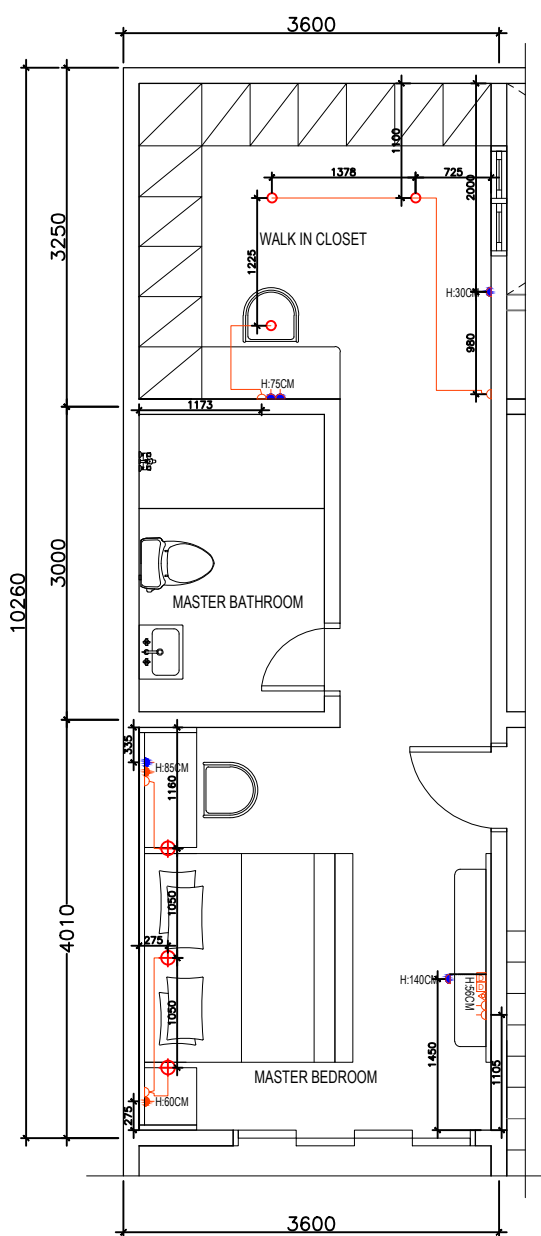 3600
1100
2000
1378
725
3250
WALK IN CLOSET
1225
H:30CM
980
H:75CM
1173
3000
10260
MASTER BATHROOM
335
H:85CM
1160
4010
1050
275
H:140CM
H:56CM
1050
1450
1105
MASTER BEDROOM
H:60CM
275
3600